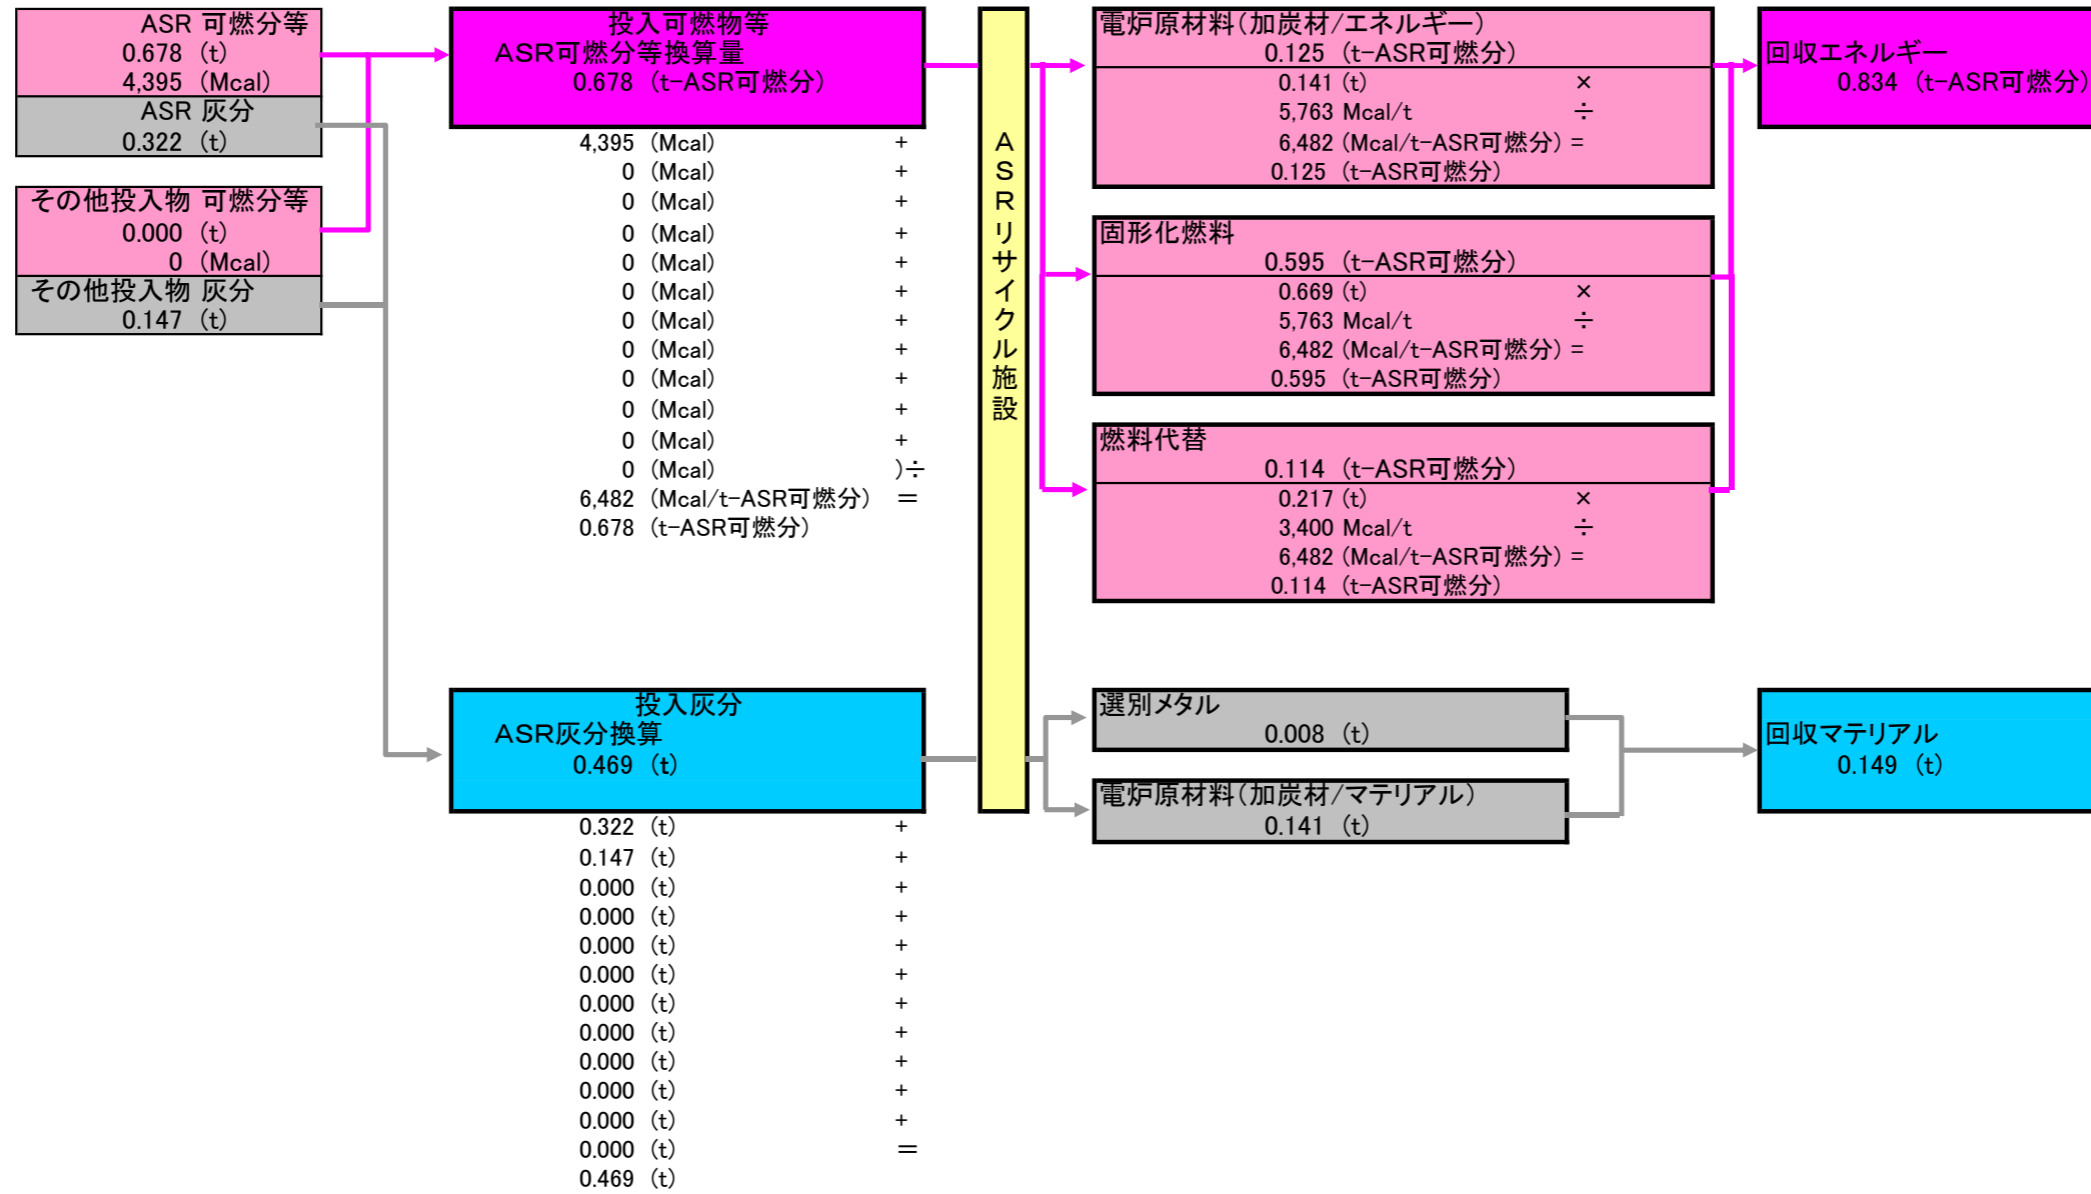 ASR 可燃分等
0.678 (t)
4,395 (Mcal)
ASR 灰分
0.322 (t)
その他投入物 可燃分等
0.000 (t)
0 (Mcal)
その他投入物 灰分
0.147 (t)
投入可燃物等
ASR可燃分等換算量
0.678 (t-ASR可燃分)
4,395 (Mcal) +
0 (Mcal) +
0 (Mcal) +
0 (Mcal) +
0 (Mcal) +
0 (Mcal) +
0 (Mcal) +
0 (Mcal) +
0 (Mcal) +
0 (Mcal) +
0 (Mcal) +
0 (Mcal) )÷
6,482 (Mcal/t-ASR可燃分) =
0.678 (t-ASR可燃分)
投入灰分
ASR灰分換算
0.469 (t)
0.322 (t) +
0.147 (t) +
0.000 (t) +
0.000 (t) +
0.000 (t) +
0.000 (t) +
0.000 (t) +
0.000 (t) +
0.000 (t) +
0.000 (t) +
0.000 (t) +
0.000 (t) =
0.469 (t)
ASRリサイクル施設
電炉原材料(加炭材/エネルギー)
0.125 (t-ASR可燃分)
0.141 (t) ×
5,763 Mcal/t ÷
6,482 (Mcal/t-ASR可燃分) =
0.125 (t-ASR可燃分)
固形化燃料
0.595 (t-ASR可燃分)
0.669 (t) ×
5,763 Mcal/t ÷
6,482 (Mcal/t-ASR可燃分) =
0.595 (t-ASR可燃分)
燃料代替
0.114 (t-ASR可燃分)
0.217 (t) ×
3,400 Mcal/t ÷
6,482 (Mcal/t-ASR可燃分) =
0.114 (t-ASR可燃分)
選別メタル
0.008 (t)
電炉原材料(加炭材/マテリアル)
0.141 (t)
回収エネルギー
0.834 (t-ASR可燃分)
回収マテリアル
0.149 (t)